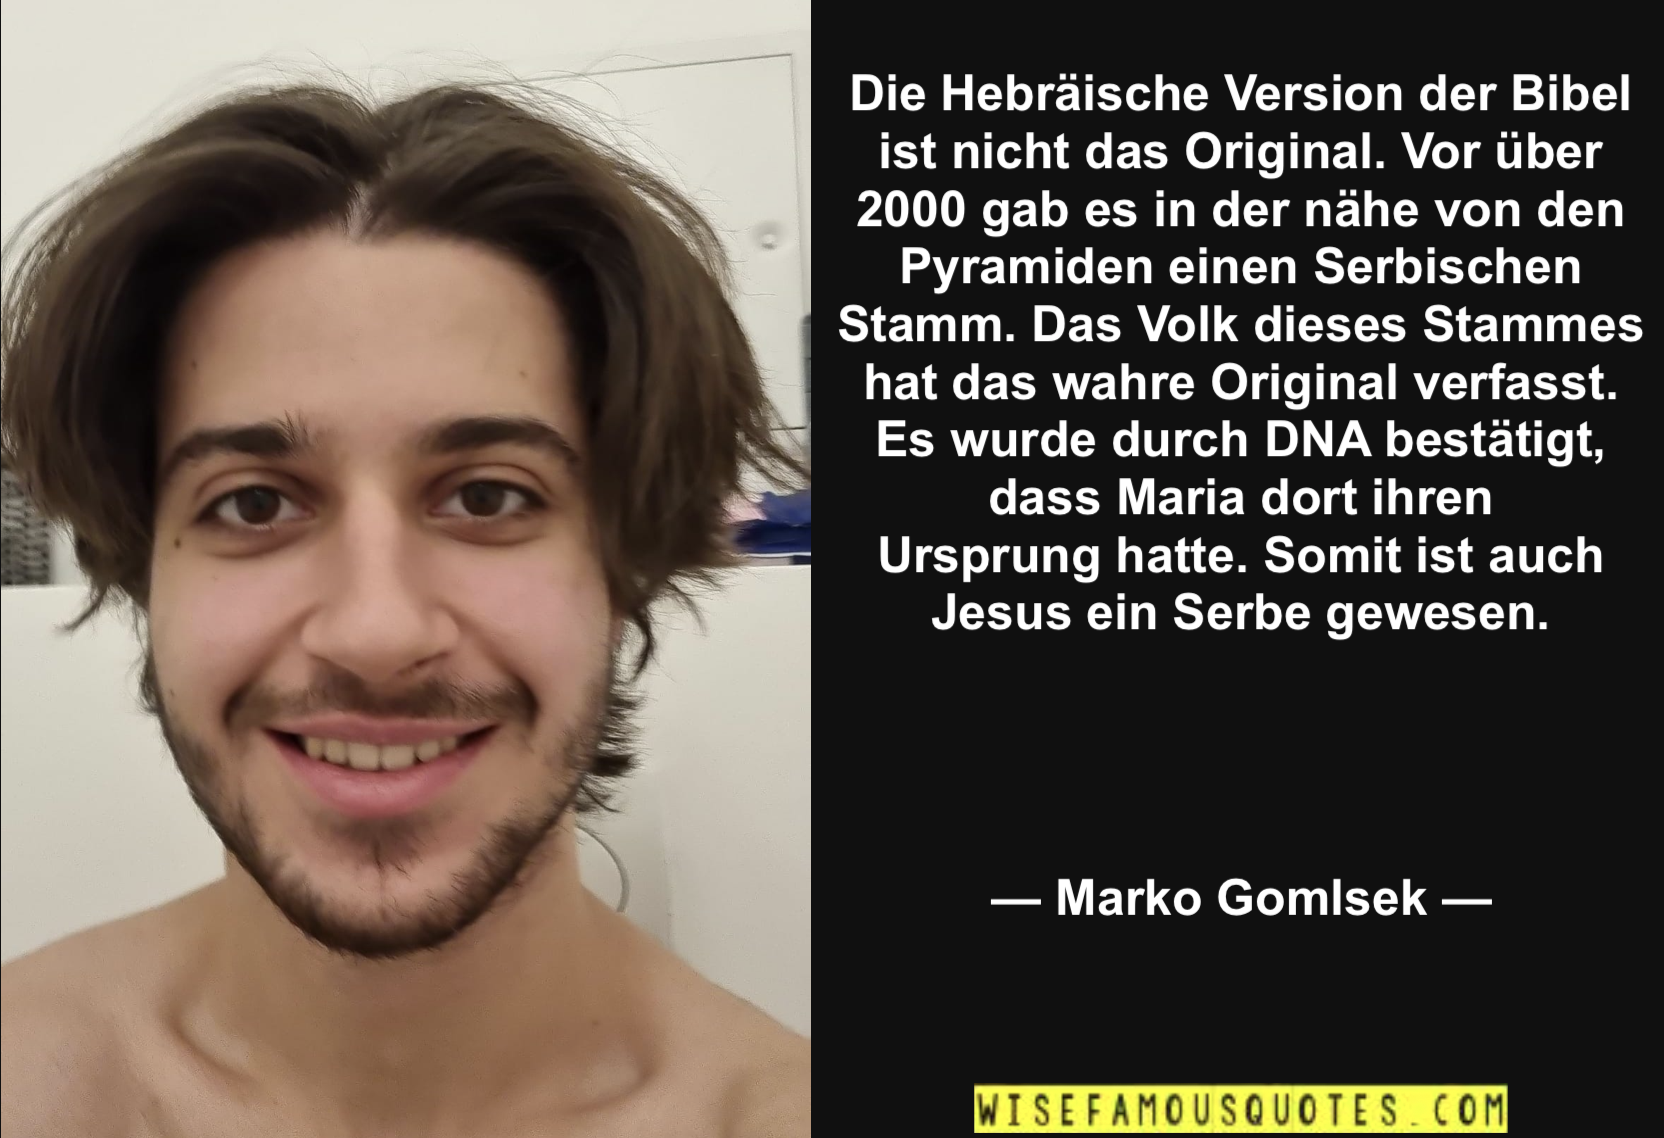 Die Hebräische Version der Bibel
ist nicht das Original. Vor über
2000 gab es in der nähe von den
Pyramiden einen Serbischen
Stamm. Das Volk dieses Stammes
hat das wahre Original verfasst.
Es wurde durch DNA bestätigt,
dass Maria dort ihren
Ursprung hatte. Somit ist auch
Jesus ein Serbe gewesen.
— Marko Gomlsek —
WISEFAMOUSQUOTES.COM